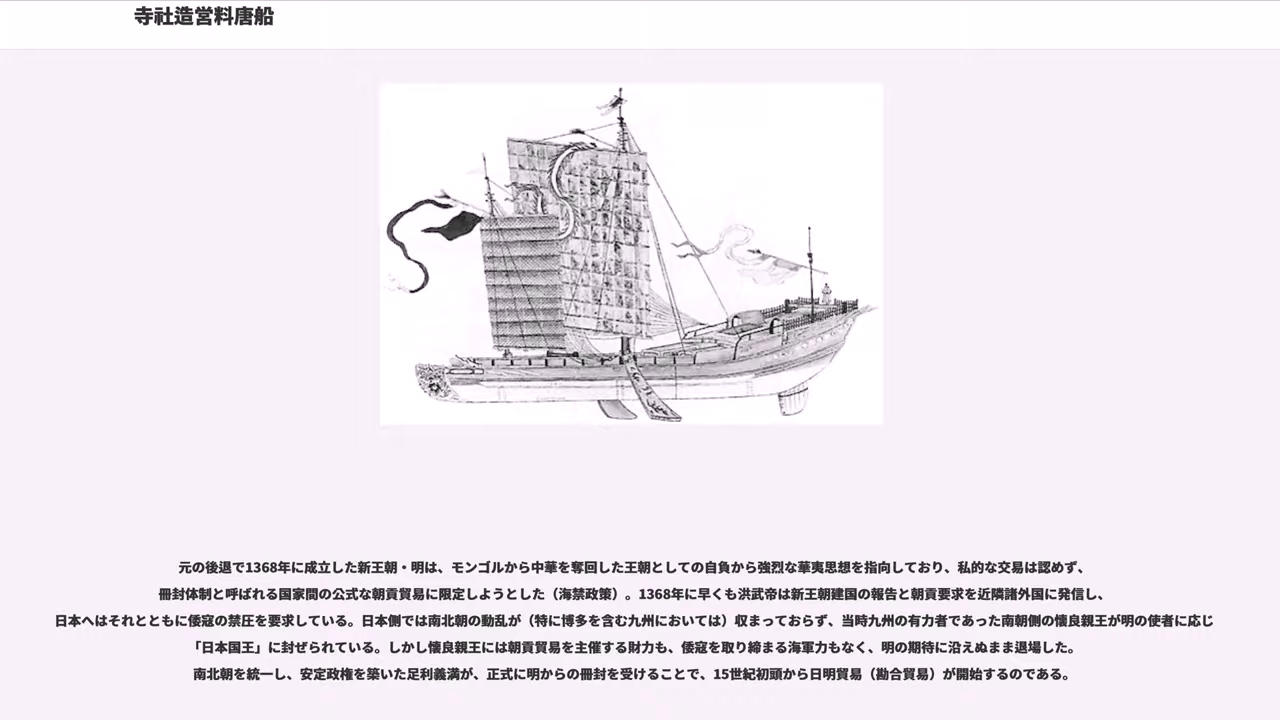 寺社造営料唐船
元の後退で1368年に成立した新王朝・明は、モンゴルから中華を奪回した王朝としての自負から強烈な華夷思想を指向しており、私的な交易は認めず、
冊封体制と呼ばれる国家間の公式な朝貢貿易に限定しようとした（海禁政策）。1368年に早くも洪武帝は新王朝建国の報告と朝貢要求を近隣諸外国に発信し、
日本へはそれとともに倭寇の禁圧を要求している。日本側では南北朝の動乱が（特に博多を含む九州においては）収まっておらず、当時九州の有力者であった南朝側の懐良親王が明の使者に応じ
「日本国王」に封ぜられている。しかし懐良親王には朝貢貿易を主催する財力も、倭寇を取り締まる海軍力もなく、明の期待に沿えぬまま退場した。
南北朝を統一し、安定政権を築いた足利義満が、正式に明からの冊封を受けることで、15世紀初頭から日明貿易（勘合貿易）が開始するのである。